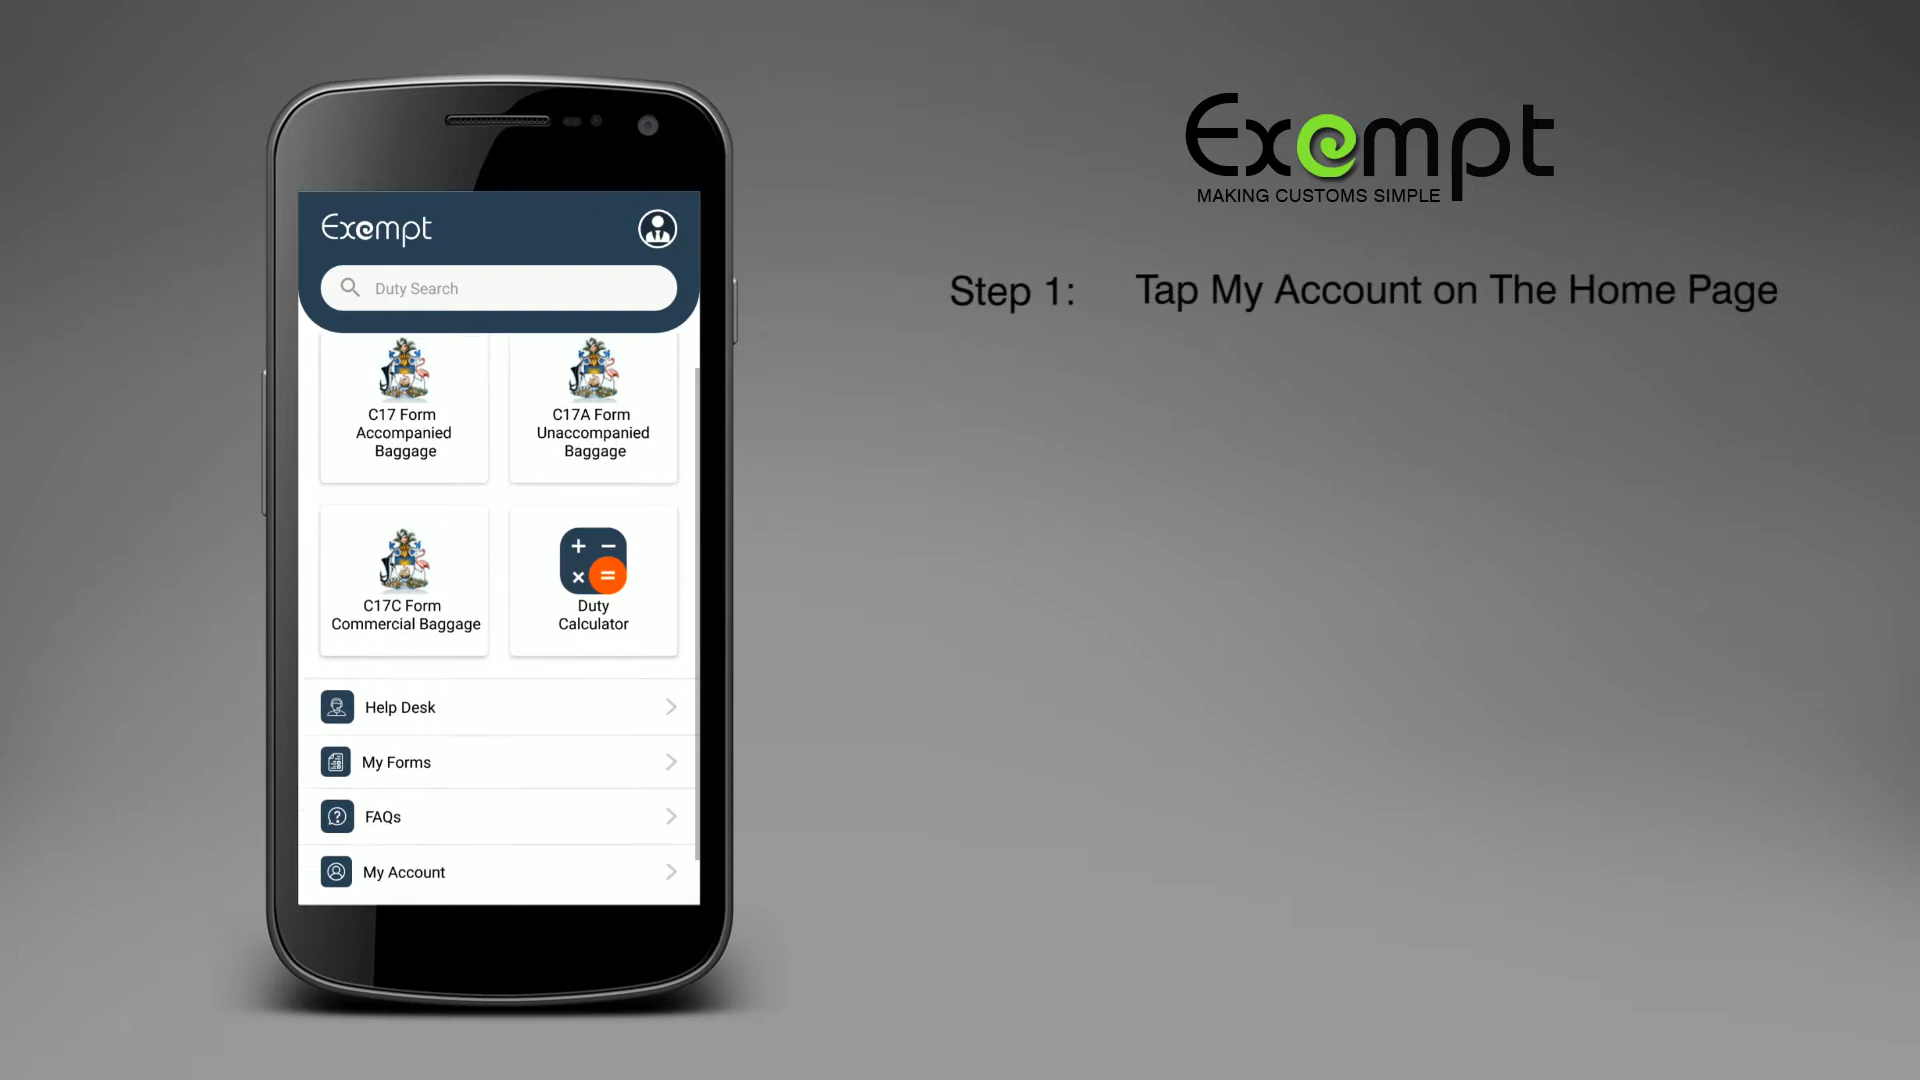 Exempt
MAKING CUSTOMS SIMPLE
Step 1: Tap My Account on The Home Page
Exempt
Duty Search
C17 Form
Accompanied
Baggage
C17A Form
Unaccompanied
Baggage
C17C Form
Commercial Baggage
Duty
Calculator
Help Desk
My Forms
FAQs
My Account